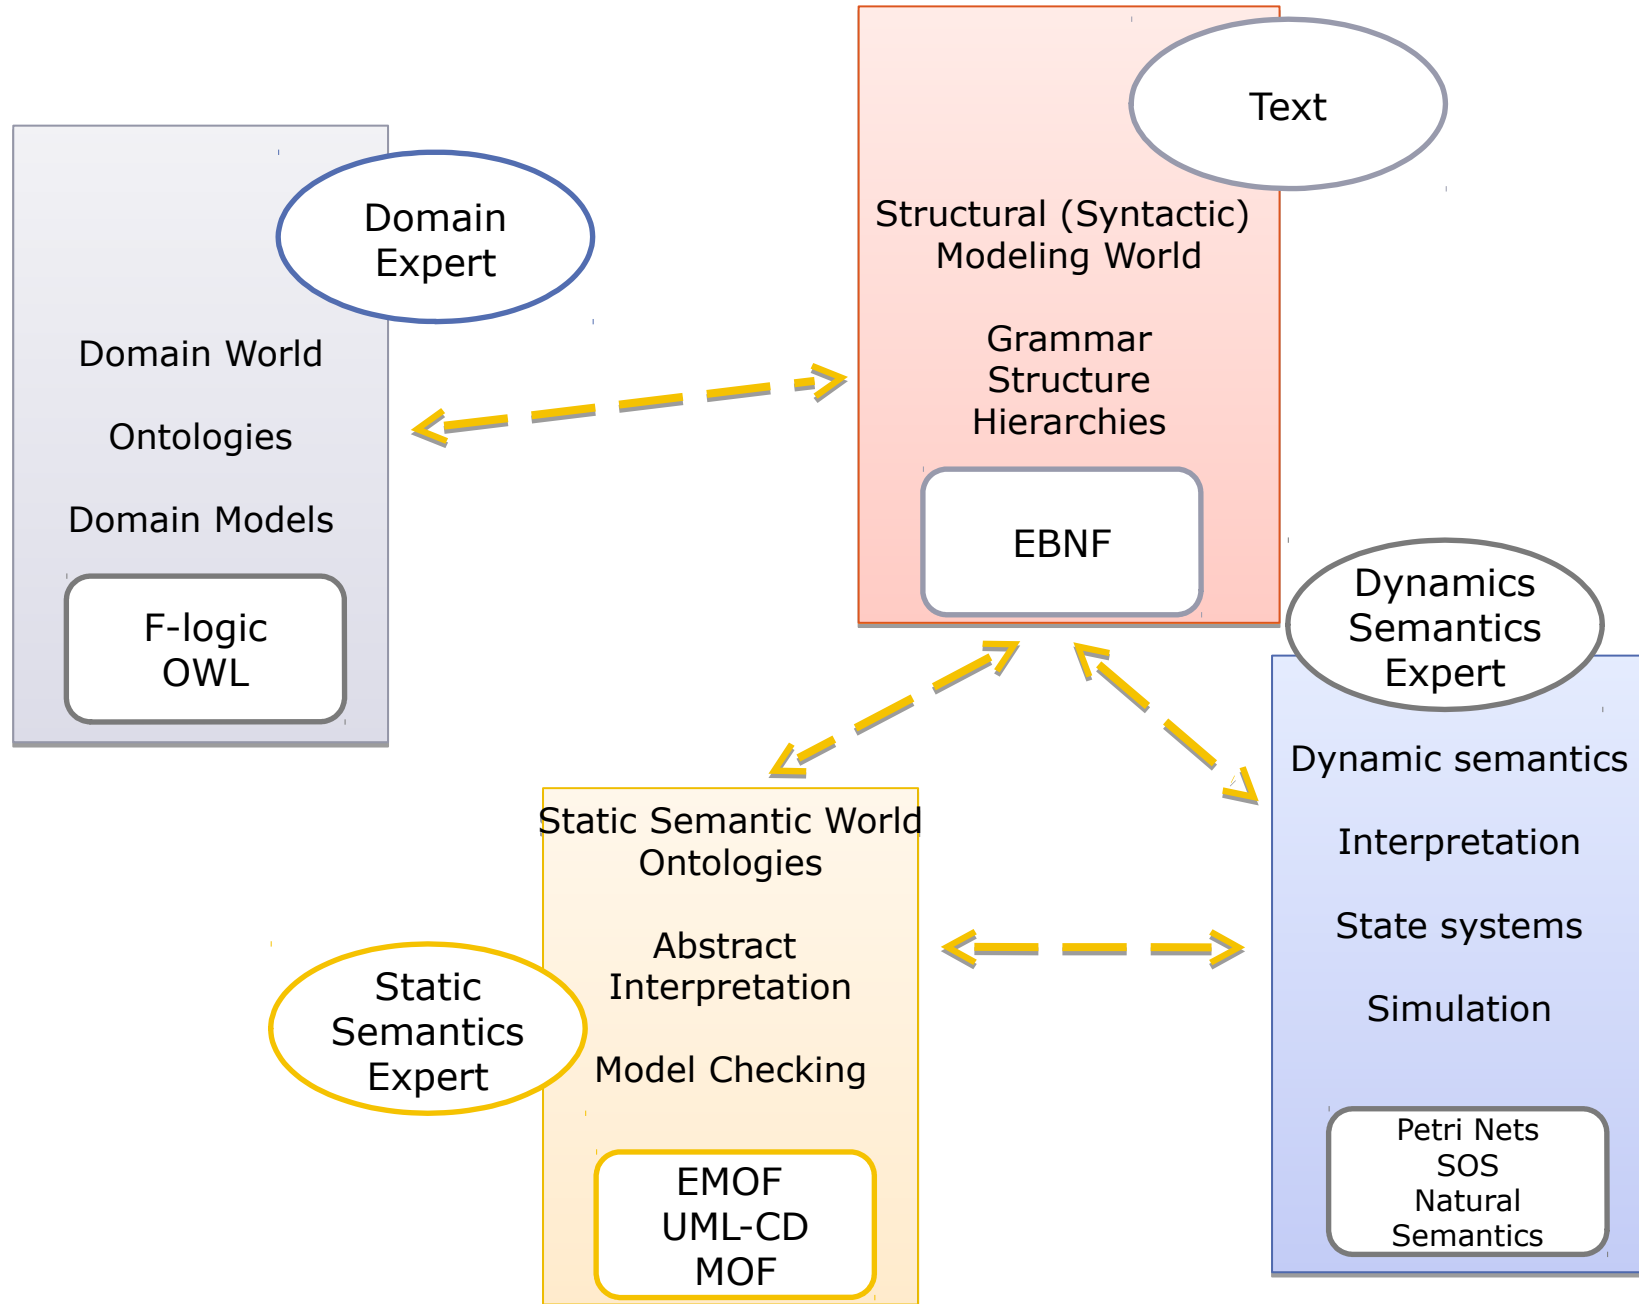 Text
Structural (Syntactic)
Modeling World
Grammar
Structure
Hierarchies
EBNF
Domain
Expert
Domain World
Ontologies
Domain Models
F-logic
OWL
Dynamics
Semantics
Expert
Dynamic semantics
Interpretation
State systems
Simulation
Petri Nets
SOS
Natural
Semantics
Static Semantic World
Ontologies
Abstract
Interpretation
Model Checking
Static
Semantics
Expert
EMOF
UML-CD
MOF